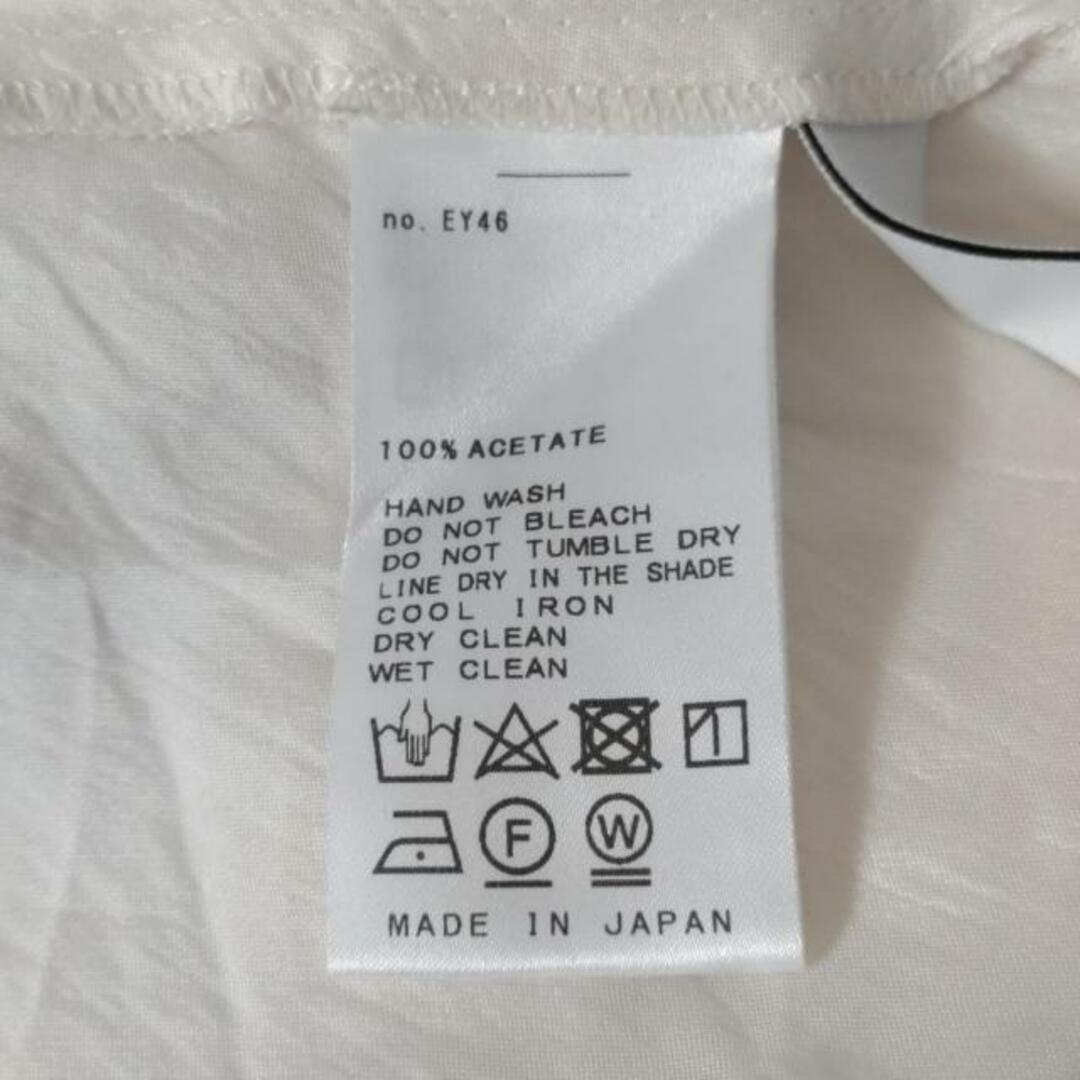 no. EY46
100% ACETATE
HAND WASH
DO NOT BLEACH
DO NOT TUMBLE DRY
LINE DRY IN THE SHADE
COOL IRON
DRY CLEAN
WET CLEAN
F W
MADE IN JAPAN